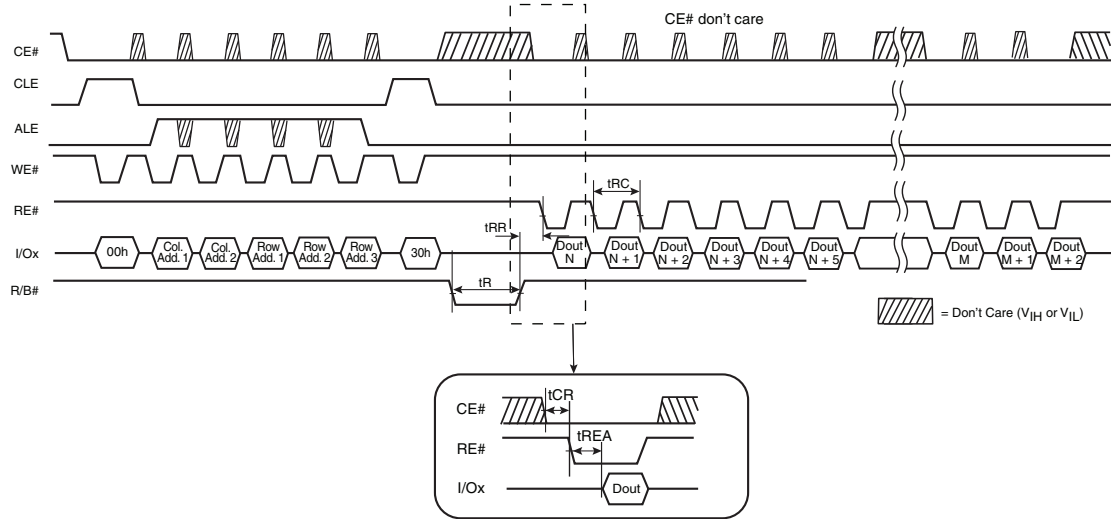 CE# don't care
CE#
CLE
ALE
WE#
tRC
RE#
tRR
I/Ox
00h
Col. Add. 1
Col. Add. 2
Row Add. 1
Row Add. 2
Row Add. 3
30h
Dout N
Dout N + 1
Dout N + 2
Dout N + 3
Dout N + 4
Dout N + 5
Dout M
Dout M + 1
Dout M + 2
tR
R/B#
= Don't Care (VIH or VIL)
tCR
CE#
tREA
RE#
I/Ox
Dout